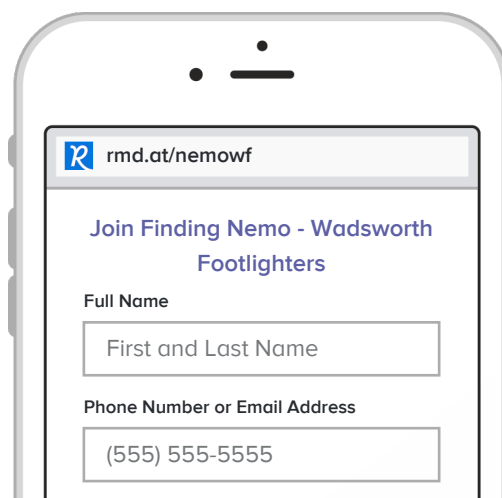 rmd.at/nemowf
Join Finding Nemo - Wadsworth
Footlighters
Full Name
First and Last Name
Phone Number or Email Address
(555) 555-5555